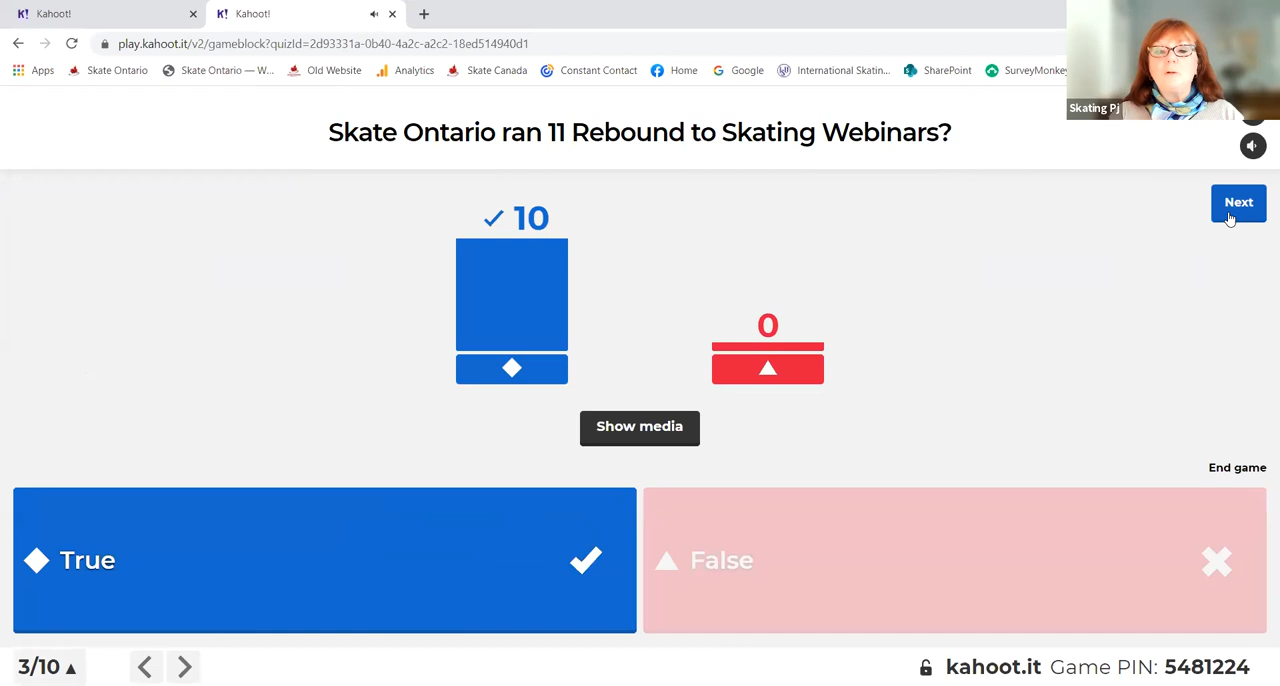 Kahoot!
Kahoot!
play.kahoot.it/v2/gameblock?quizId=2d93331a-0b40-4a2c-a2c2-18ed514940d1
Apps Skate Ontario Skate Ontario — W... Old Website Analytics Skate Canada Constant Contact Home Google International Skatin... SharePoint SurveyMonkey
Skating Pj
Skate Ontario ran 11 Rebound to Skating Webinars?
Next
10
0
Show media
End game
True
False
3/10
kahoot.it Game PIN: 5481224